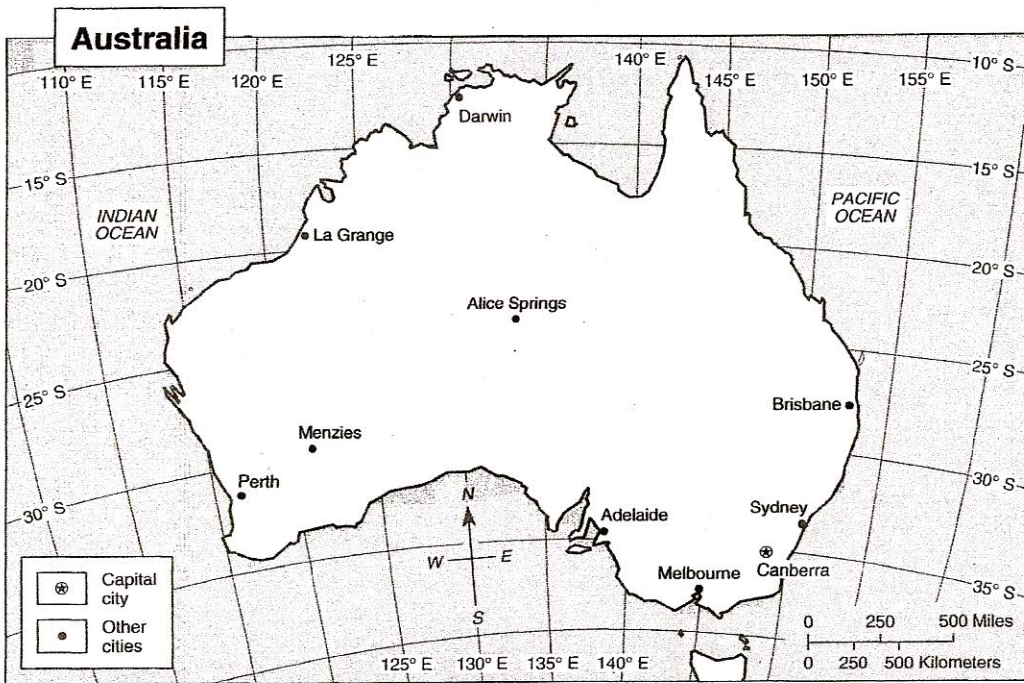 Australia
110° E
115° E
120° E
125° E
140° E
145° E
150° E
155° E
10° S
Darwin
15° S
15° S
INDIAN
OCEAN
PACIFIC
OCEAN
La Grange
20° S
20° S
Alice Springs
25° S
25° S
Brisbane
Menzies
Perth
30° S
30° S
N
W
E
S
Adelaide
Sydney
Canberra
Melbourne
35° S
Capital
city
Other
cities
0 250 500 Miles
0 250 500 Kilometers
125° E
130° E
135° E
140° E